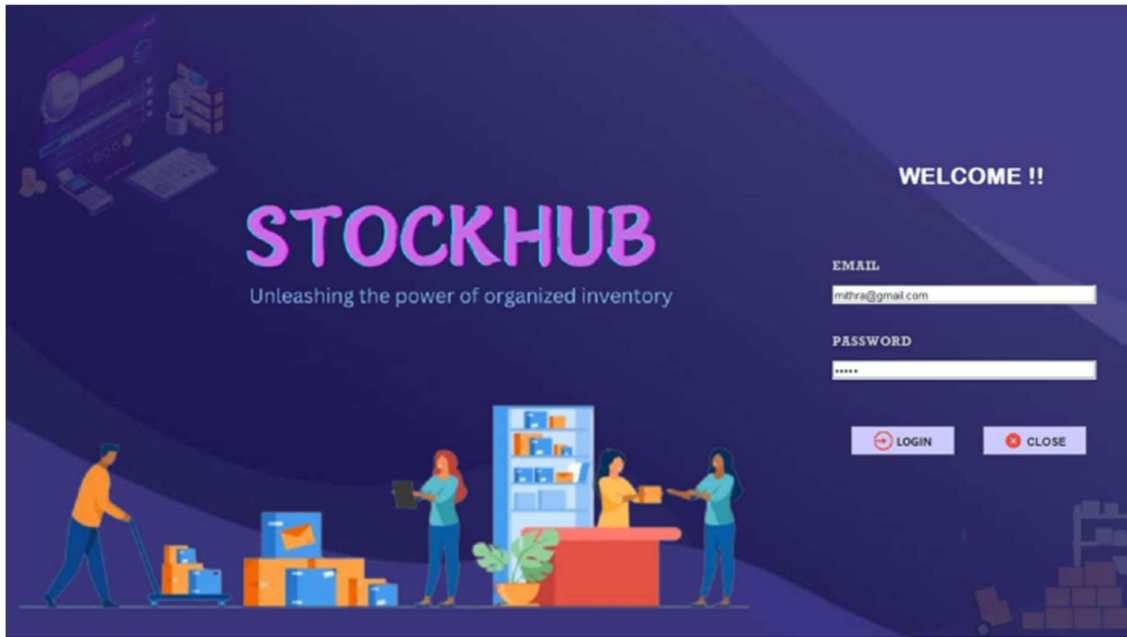 STOCKHUB
Unleashing the power of organized inventory
WELCOME !!
EMAIL
mithra@gmail.com
PASSWORD
•••••
LOGIN
CLOSE